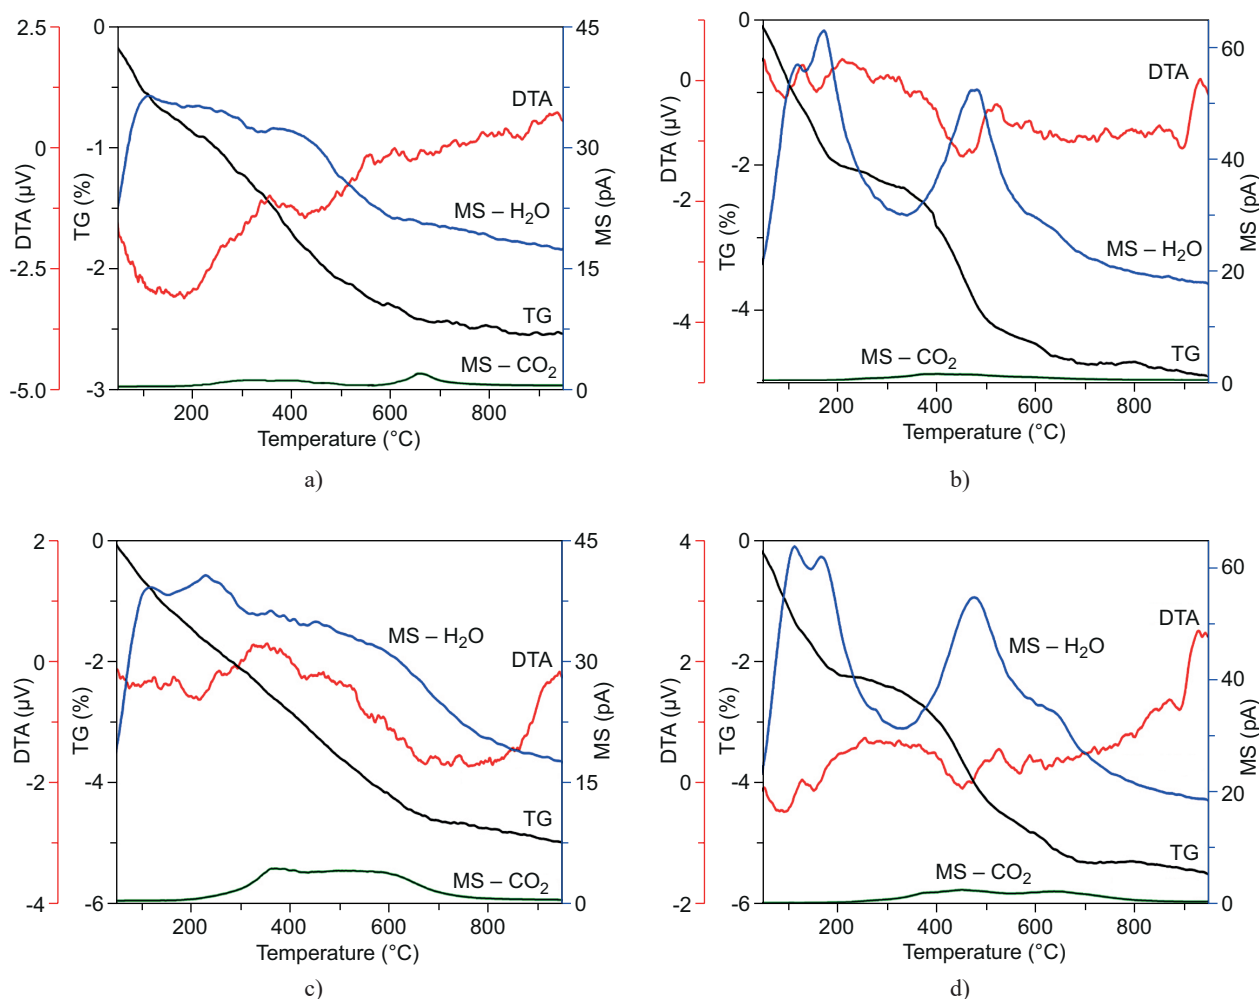 2.5
0
45
DTA
0
-1
30
DTA (µV)
TG (%)
MS – H₂O
MS (pA)
-2.5
-2
15
TG
MS – CO₂
-5.0
-3
0
200 400 600 800
Temperature (°C)
a)
0
60
0
DTA
DTA (µV)
-2
40
-2
TG (%)
MS – H₂O
MS (pA)
20
-4
-4
MS – CO₂
TG
0
200 400 600 800
Temperature (°C)
b)
2
0
45
MS – H₂O
DTA
0
-2
30
DTA (µV)
TG (%)
MS (pA)
-2
-4
15
TG
MS – CO₂
-4
-6
0
200 400 600 800
Temperature (°C)
c)
4
0
60
DTA
MS – H₂O
2
-2
40
DTA (µV)
TG (%)
MS (pA)
0
-4
20
TG
MS – CO₂
-2
-6
0
200 400 600 800
Temperature (°C)
d)